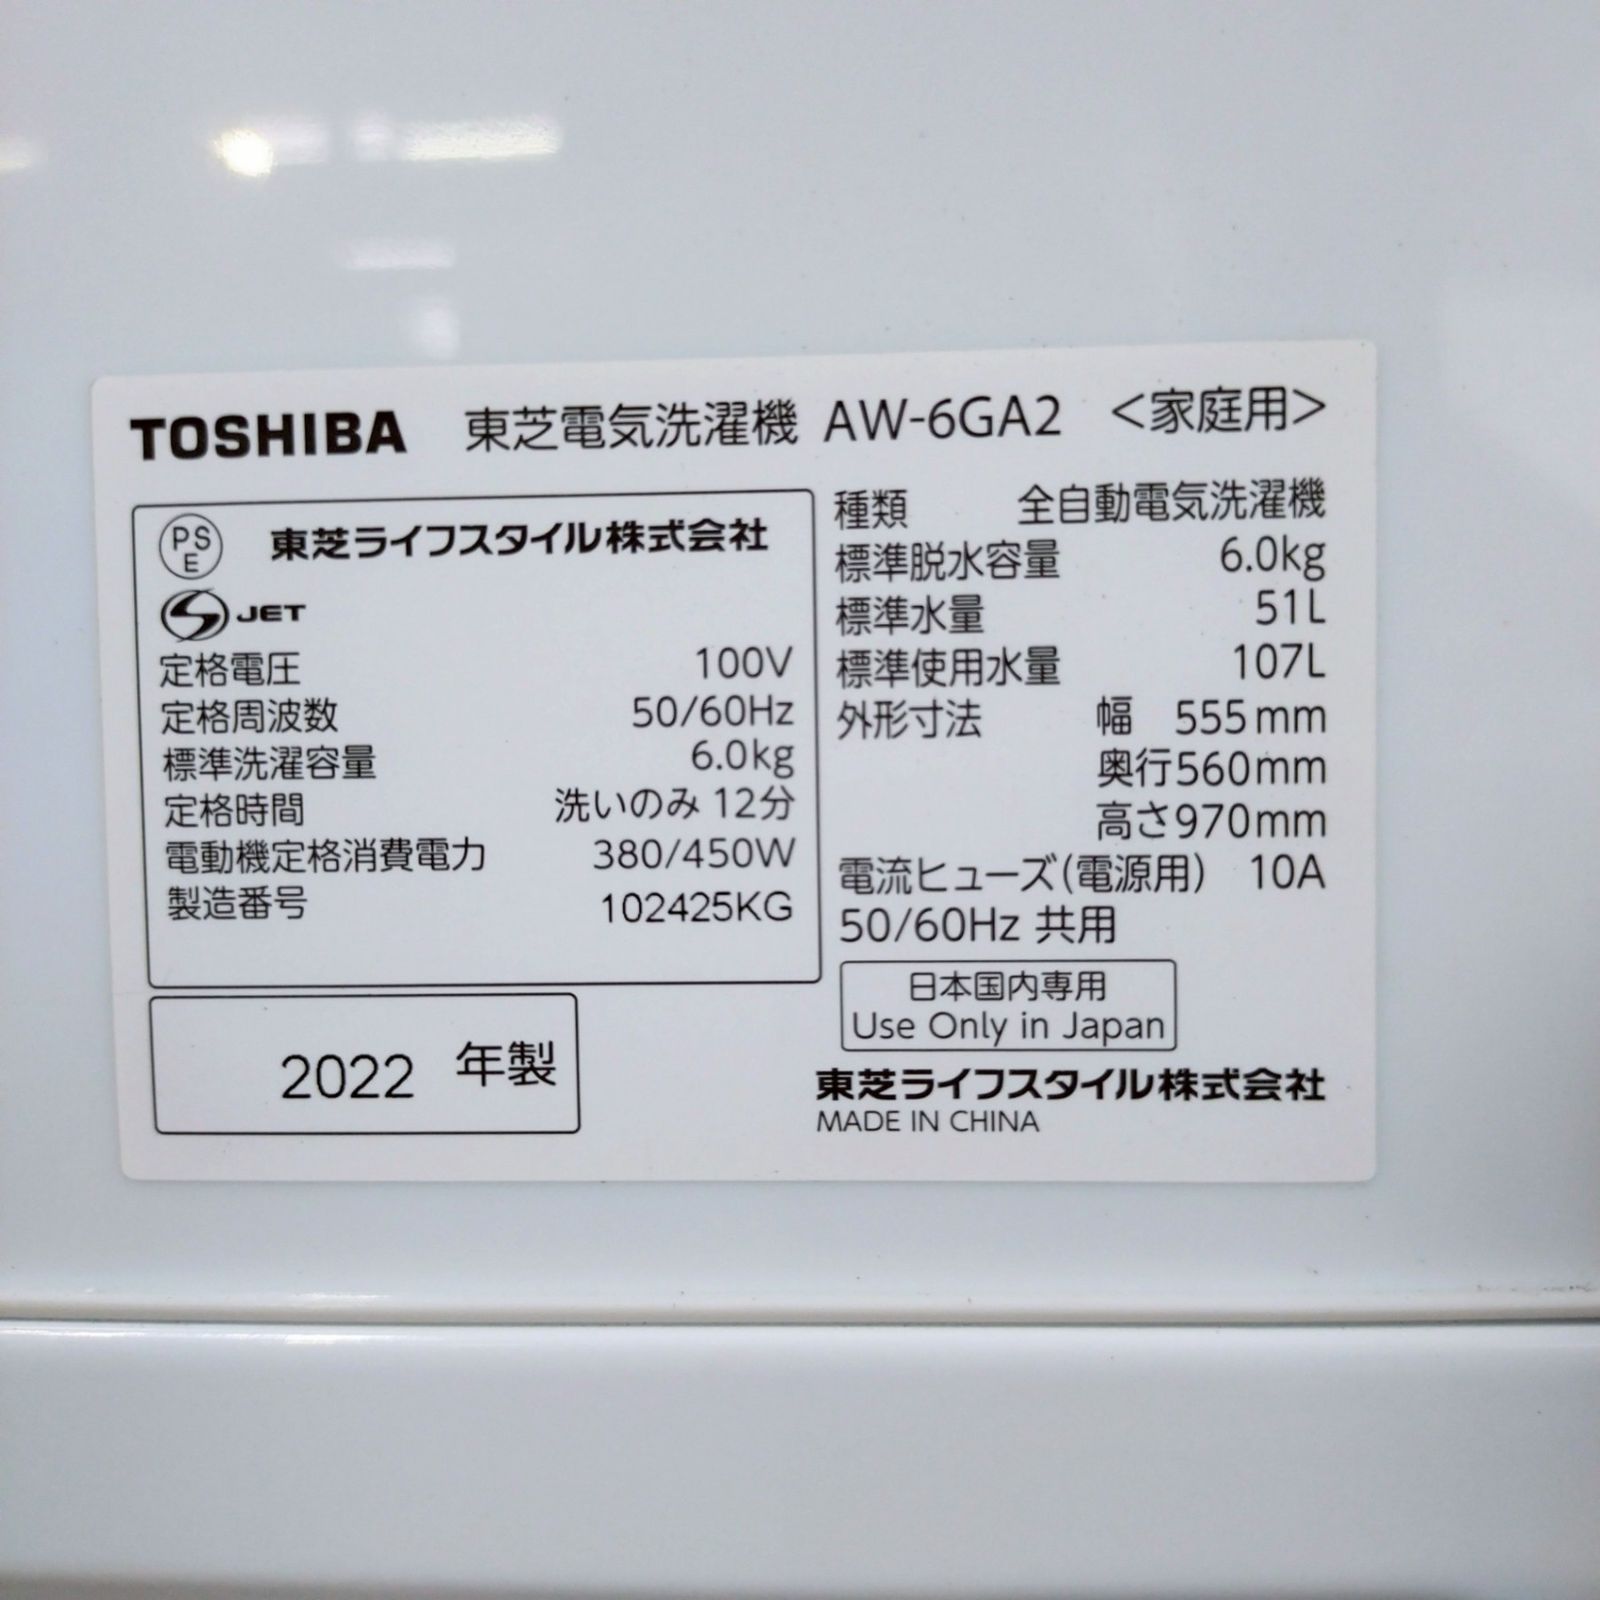 TOSHIBA 東芝電気洗濯機 AW-6GA2 <家庭用>
PSE 東芝ライフスタイル株式会社
S JET
定格電圧 100V
定格周波数 50/60Hz
標準洗濯容量 6.0kg
定格時間 洗いのみ 12分
電動機定格消費電力 380/450W
製造番号 102425KG
2022 年製
種類 全自動電気洗濯機
標準脱水容量 6.0kg
標準水量 51L
標準使用水量 107L
外形寸法 幅 555mm
奥行560mm
高さ970mm
電流ヒューズ(電源用) 10A
50/60Hz 共用
日本国内専用
Use Only in Japan
東芝ライフスタイル株式会社
MADE IN CHINA